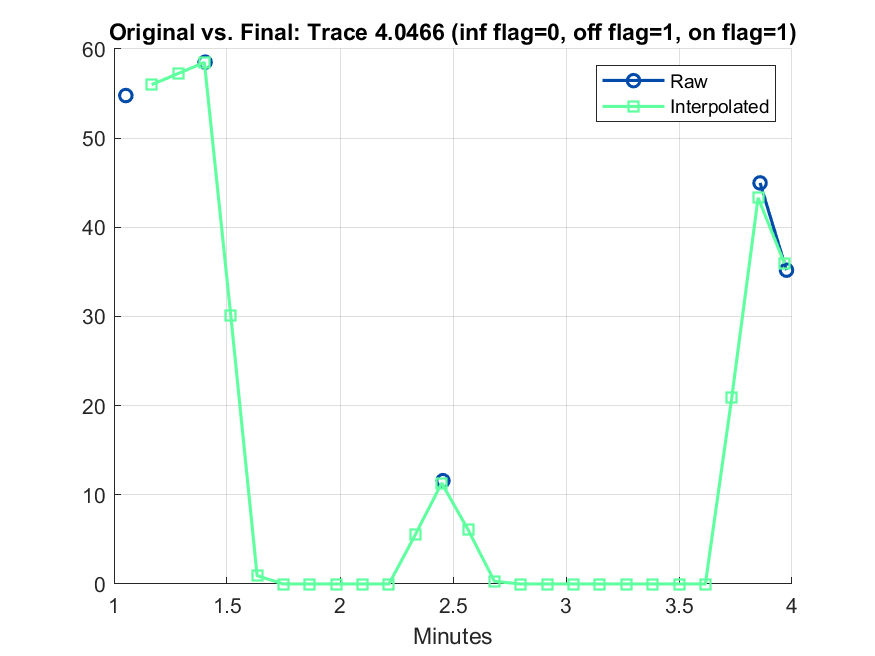 Original vs. Final: Trace 4.0466 (inf flag=0, off flag=1, on flag=1)
60
50
40
30
20
10
0
Raw
Interpolated
1 1.5 2 2.5 3 3.5 4
Minutes